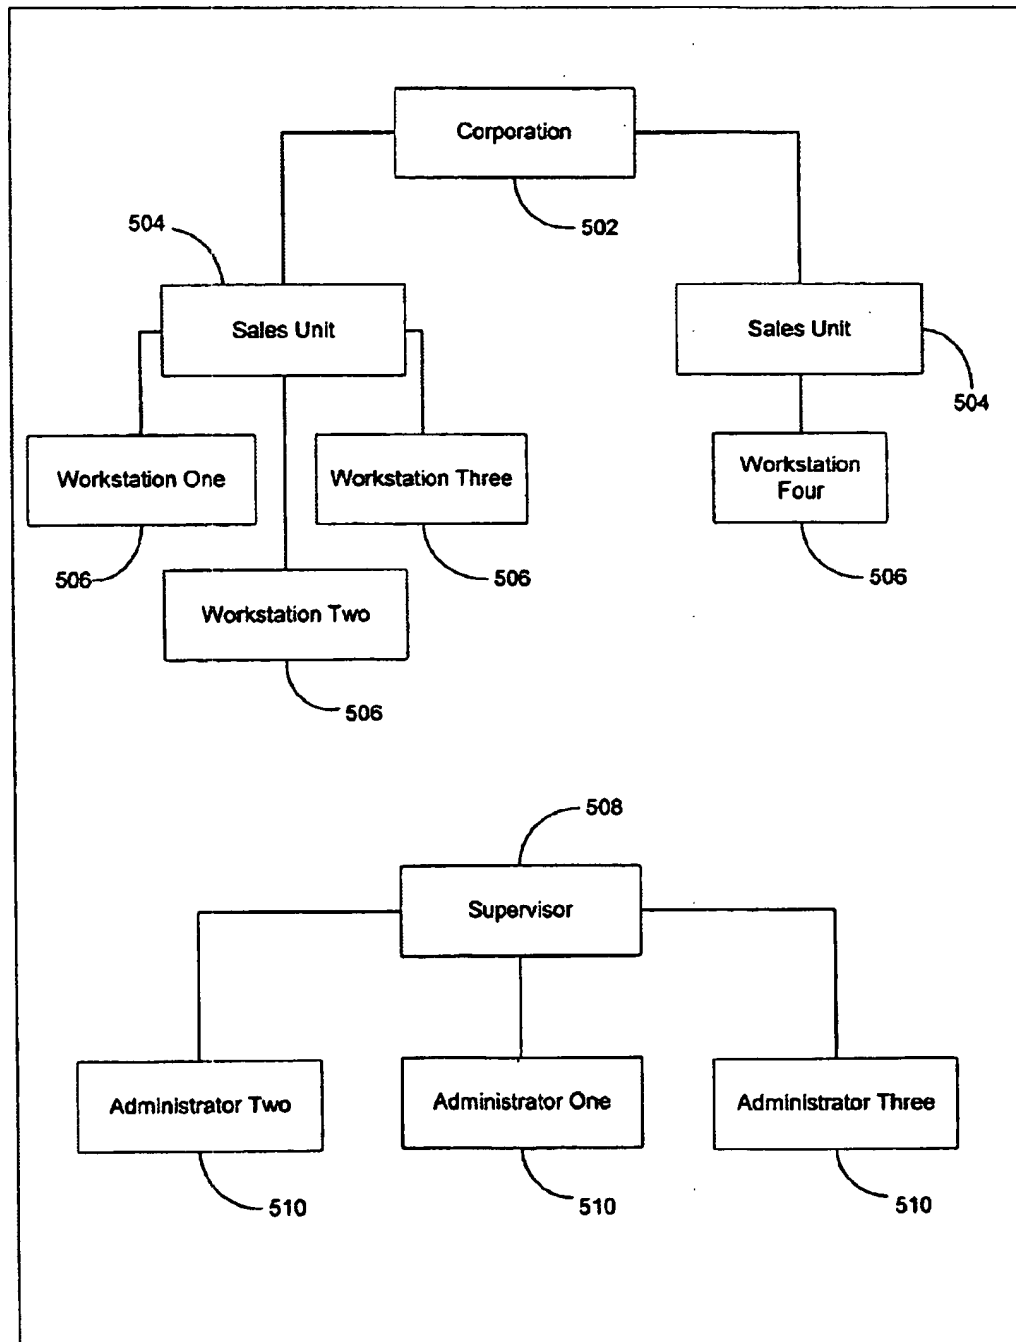 Corporation
502
504
Sales Unit
Sales Unit
504
Workstation One
Workstation Three
Workstation
Four
506
506
506
Workstation Two
506
508
Supervisor
Administrator Two
Administrator One
Administrator Three
510
510
510